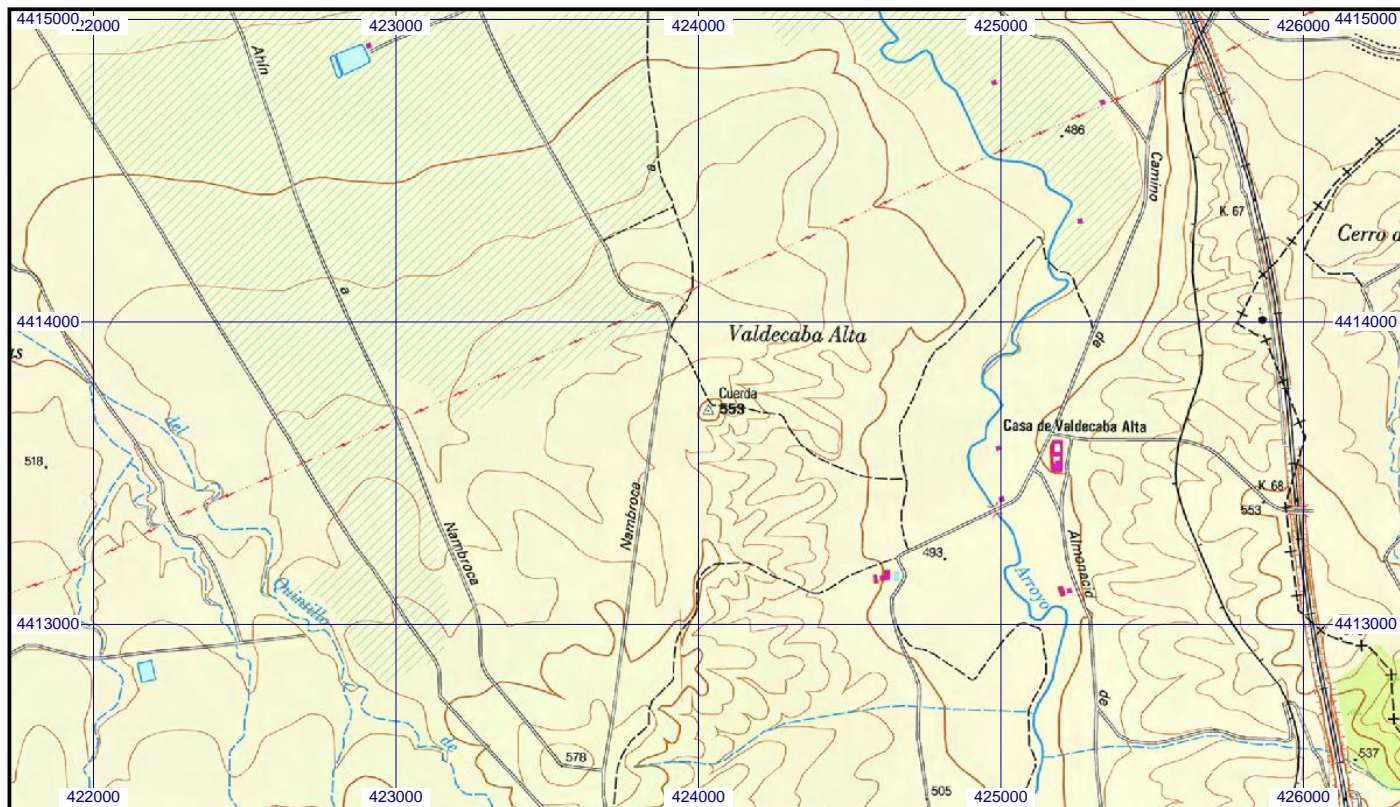 4415000
422000
423000
424000
425000
426000
4415000
Ahín
486
Camino
a
K. 67
Cerro
a
4414000
4414000
Valdecaba Alta
de
Cuerda
553
del
Casa de Valdecaba Alta
518
K. 68
553
Nambroca
Nambroca
493
Almonacid
Quintillo
Arroyo
4413000
4413000
de
de
578
537
505
422000
423000
424000
425000
426000